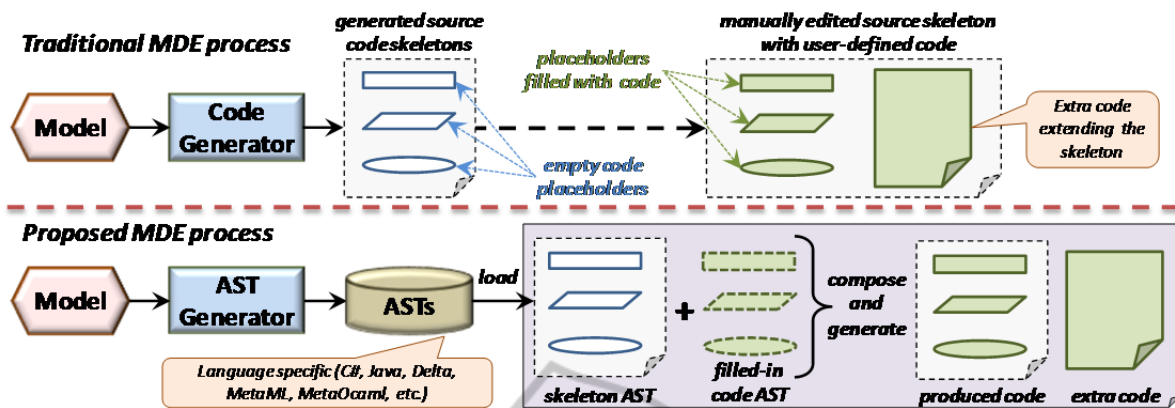 Traditional MDE process
generated source
code skeletons
manually edited source skeleton
with user-defined code
placeholders
filled with code
Model
Code
Generator
empty code
placeholders
Extra code
extending the
skeleton
Proposed MDE process
Model
AST
Generator
ASTs
load
+
compose
and
generate
Language specific (C#, Java, Delta,
MetaML, MetaOcaml, etc.)
skeleton AST
filled-in
code AST
produced code
extra code